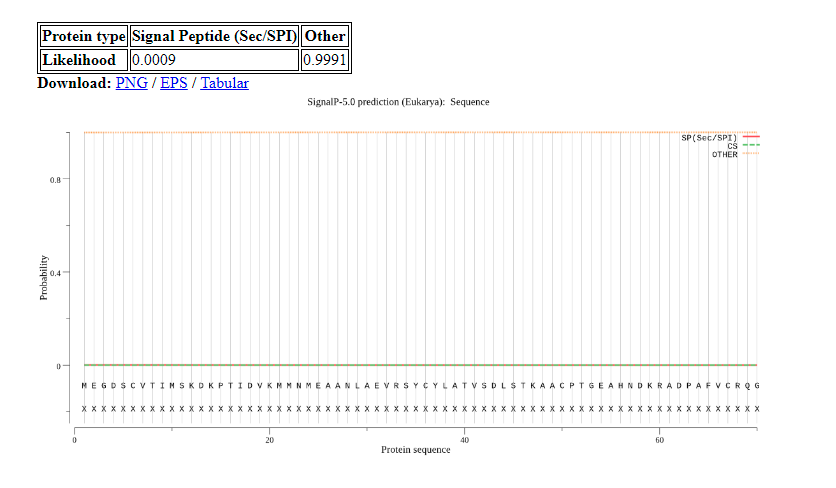 Protein type Signal Peptide (Sec/SPI) Other
Likelihood 0.0009 0.9991
Download: PNG / EPS / Tabular
SignalP-5.0 prediction (Eukarya): Sequence
SP(Sec/SPI)
CS
OTHER
0.8
0.4
0
Probability
M E G D S C V T I M S K D K P T I D V K M M N M E A A N L A E V R S Y C Y L A T V S D L S T K A A C P T G E A H N D K R A D P A F V C R Q G
X X X X X X X X X X X X X X X X X X X X X X X X X X X X X X X X X X X X X X X X X X X X X X X X X X X X X X X X X X X X X X X X X X X X X X
0 20 40 60
Protein sequence